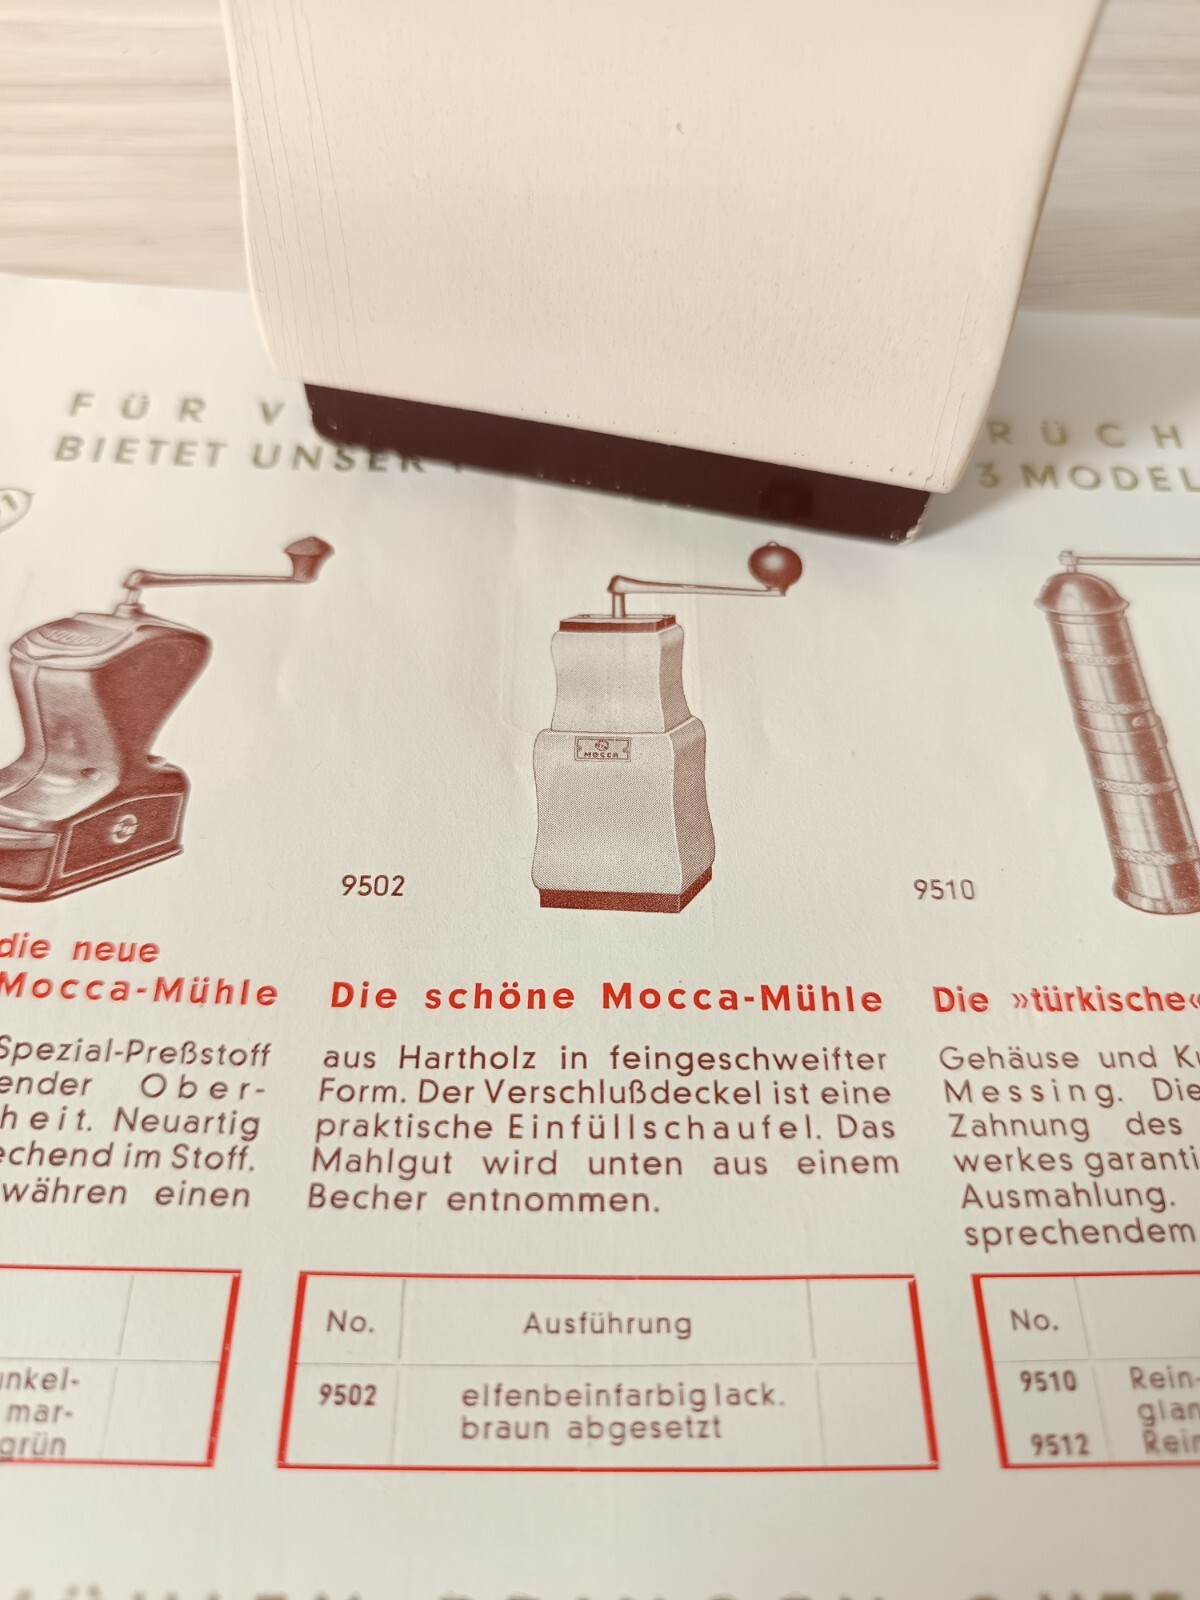 FÜR V
BIETET UNSER
RÜCH
3 MODEL
MOCCA
9502
9510
die neue
Mocca-Mühle
Spezial-Preßstoff
ender Ober-
heit. Neuartig
echend im Stoff.
währen einen
unkel-
mar-
grün
Die schöne Mocca-Mühle
aus Hartholz in feingeschweifter
Form. Der Verschlußdeckel ist eine
praktische Einfüllschaufel. Das
Mahlgut wird unten aus einem
Becher entnommen.
No. Ausführung
9502 elfenbeinfarbig lack.
braun abgesetzt
Die »türkische«
Gehäuse und Ku
Messing. Die
Zahnung des
werkes garanti
Ausmahlung.
sprechendem
No.
9510 Rein-
glan
9512 Rein